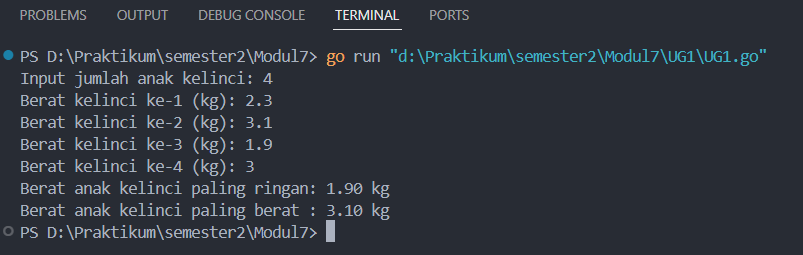 PROBLEMS OUTPUT DEBUG CONSOLE TERMINAL PORTS
PS D:\Praktikum\semester2\Modul7> go run "d:\Praktikum\semester2\Modul7\UG1\UG1.go"
Input jumlah anak kelinci: 4
Berat kelinci ke-1 (kg): 2.3
Berat kelinci ke-2 (kg): 3.1
Berat kelinci ke-3 (kg): 1.9
Berat kelinci ke-4 (kg): 3
Berat anak kelinci paling ringan: 1.90 kg
Berat anak kelinci paling berat : 3.10 kg
PS D:\Praktikum\semester2\Modul7>